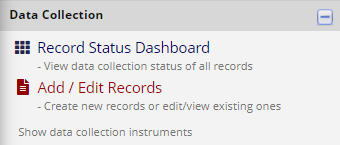 Data Collection
Record Status Dashboard
- View data collection status of all records
Add / Edit Records
- Create new records or edit/view existing ones
Show data collection instruments